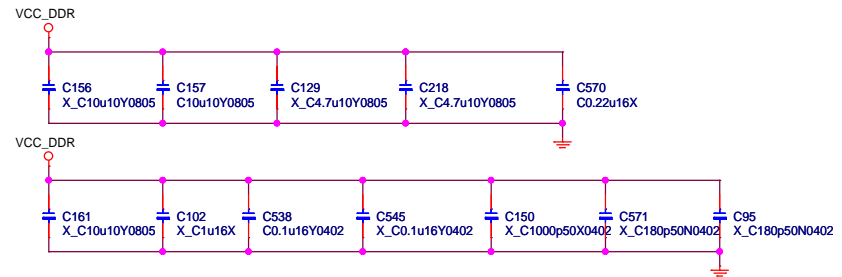 VCC_DDR
C156
X_C10u10Y0805
C157
C10u10Y0805
C129
X_C4.7u10Y0805
C218
X_C4.7u10Y0805
C570
C0.22u16X
VCC_DDR
C161
X_C10u10Y0805
C102
X_C1u16X
C538
C0.1u16Y0402
C545
X_C0.1u16Y0402
C150
X_C1000p50X0402
C571
X_C180p50N0402
C95
X_C180p50N0402